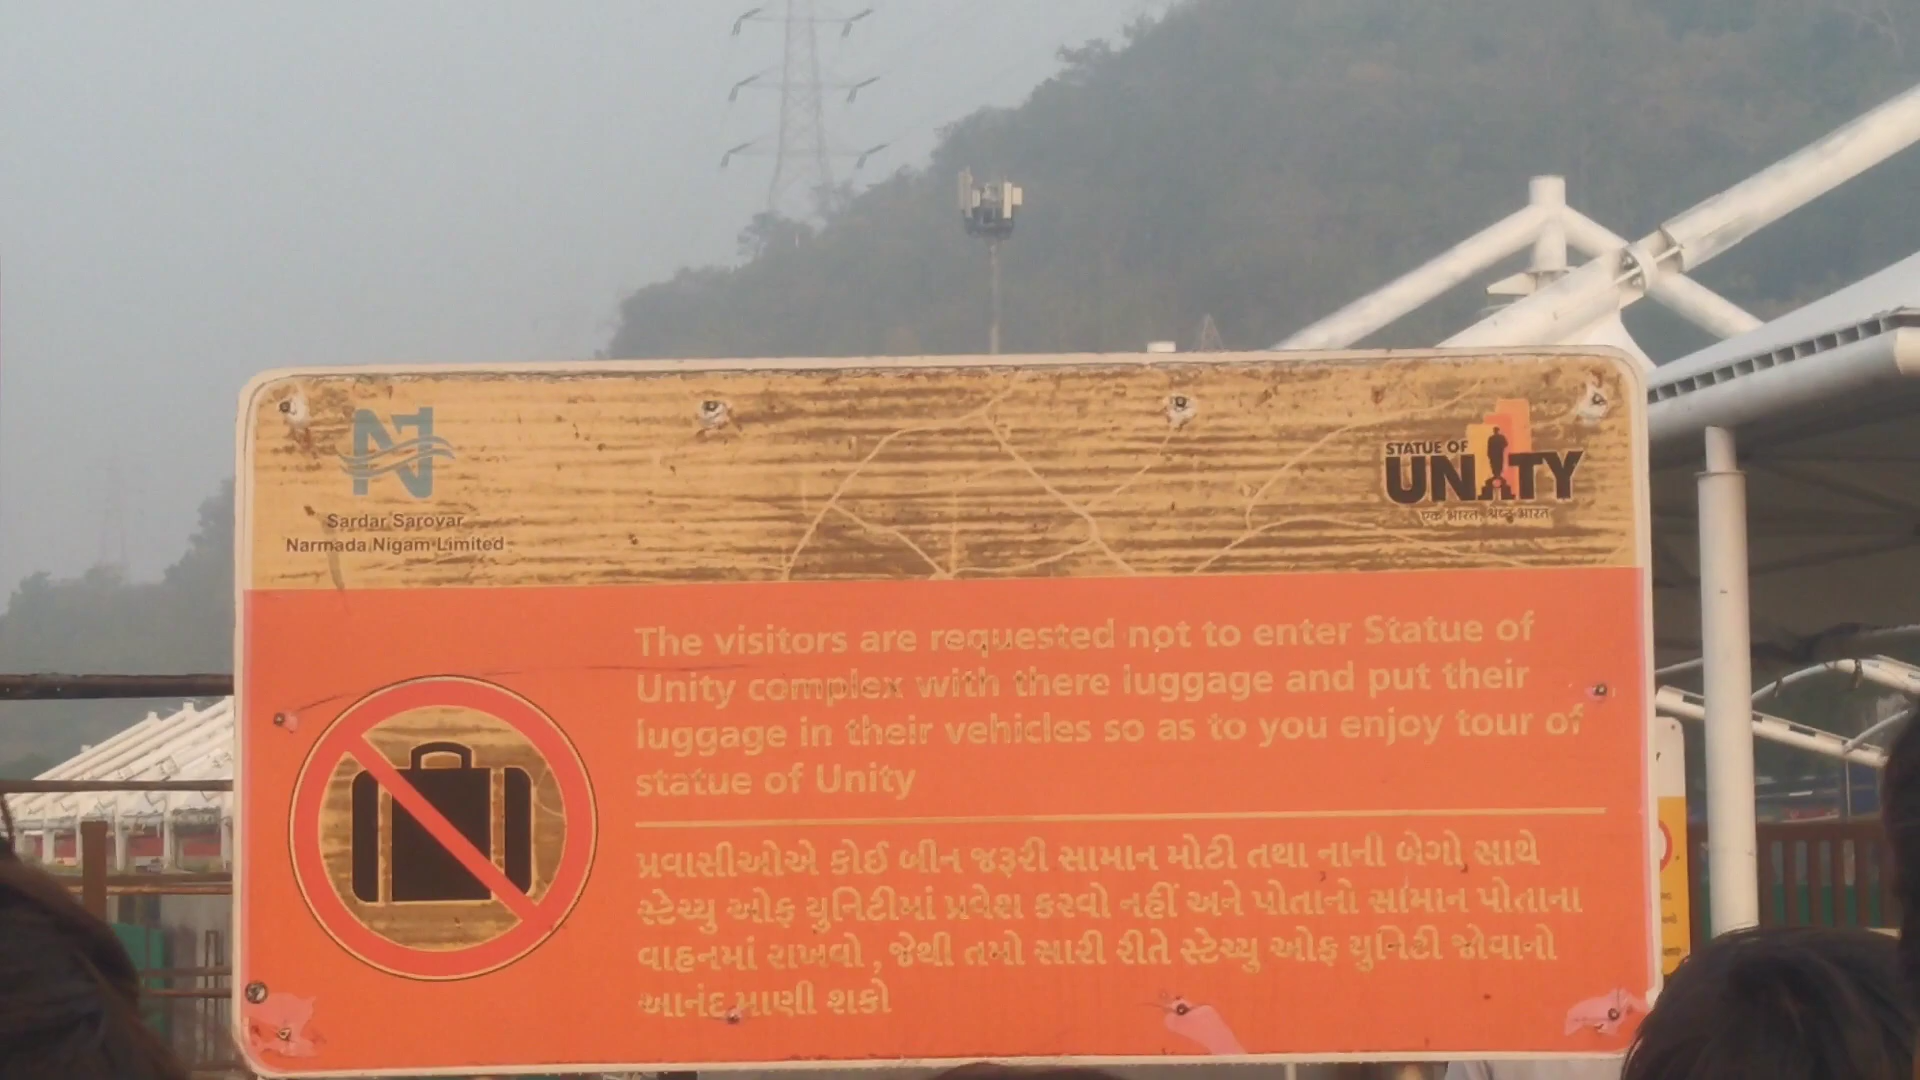 Sardar Sarovar
Narmada Nigam Limited
STATUE OF
UNITY
एक भारत, श्रेष्ठ भारत
The visitors are requested not to enter Statue of
Unity complex with there luggage and put their
luggage in their vehicles so as to you enjoy tour of
statue of Unity
પ્રવાસીઓએ કોઈ બીન જરૂરી સામાન મોટી તથા નાની બેગો સાથે
સ્ટેચ્યુ ઓફ યુનિટીમાં પ્રવેશ કરવો નહીં અને પોતાનો સામાન પોતાના
વાહનમાં રાખવો , જેથી તમો સારી રીતે સ્ટેચ્યુ ઓફ યુનિટી જોવાનો
આનંદ માણી શકો